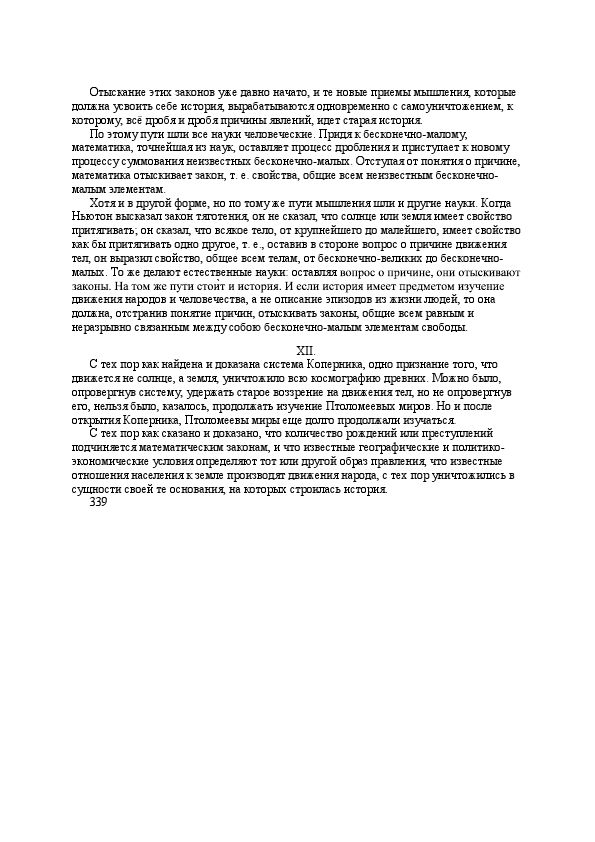 Отыскание этих законов уже давно начато, и те новые приемы мышления, которые
должна усвоить себе история, вырабатываются одновременно с самоуничтожением, к
которому, всё дробя и дробя причины явлений, идет старая история.
По этому пути шли все науки человеческие. Придя к бесконечно-малому,
математика, точнейшая из наук, оставляет процесс дробления и приступает к новому
процессу суммования неизвестных бесконечно-малых. Отступая от понятия о причине,
математика отыскивает закон, т. е. свойства, общие всем неизвестным бесконечно-
малым элементам.
Хотя и в другой форме, но по тому же пути мышления шли и другие науки. Когда
Ньютон высказал закон тяготения, он не сказал, что солнце или земля имеет свойство
притягивать; он сказал, что всякое тело, от крупнейшего до малейшего, имеет свойство
как бы притягивать одно другое, т. е., оставив в стороне вопрос о причине движения
тел, он выразил свойство, общее всем телам, от бесконечно-великих до бесконечно-
малых. То же делают естественные науки: оставляя вопрос о причине, они отыскивают
законы. На том же пути стои̇т и история. И если история имеет предметом изучение
движения народов и человечества, а не описание эпизодов из жизни людей, то она
должна, отстранив понятие причин, отыскивать законы, общие всем равным и
неразрывно связанным между собою бесконечно-малым элементам свободы.
XII.
С тех пор как найдена и доказана система Коперника, одно признание того, что
движется не солнце, а земля, уничтожило всю космографию древних. Можно было,
опровергнув систему, удержать старое воззрение на движения тел, но не опровергнув
его, нельзя было, казалось, продолжать изучение Птоломеевых миров. Но и после
открытия Коперника, Птоломеевы миры еще долго продолжали изучаться.
С тех пор как сказано и доказано, что количество рождений или преступлений
подчиняется математическим законам, и что известные географические и политико-
экономические условия определяют тот или другой образ правления, что известные
отношения населения к земле производят движения народа, с тех пор уничтожились в
сущности своей те основания, на которых строилась история.
339